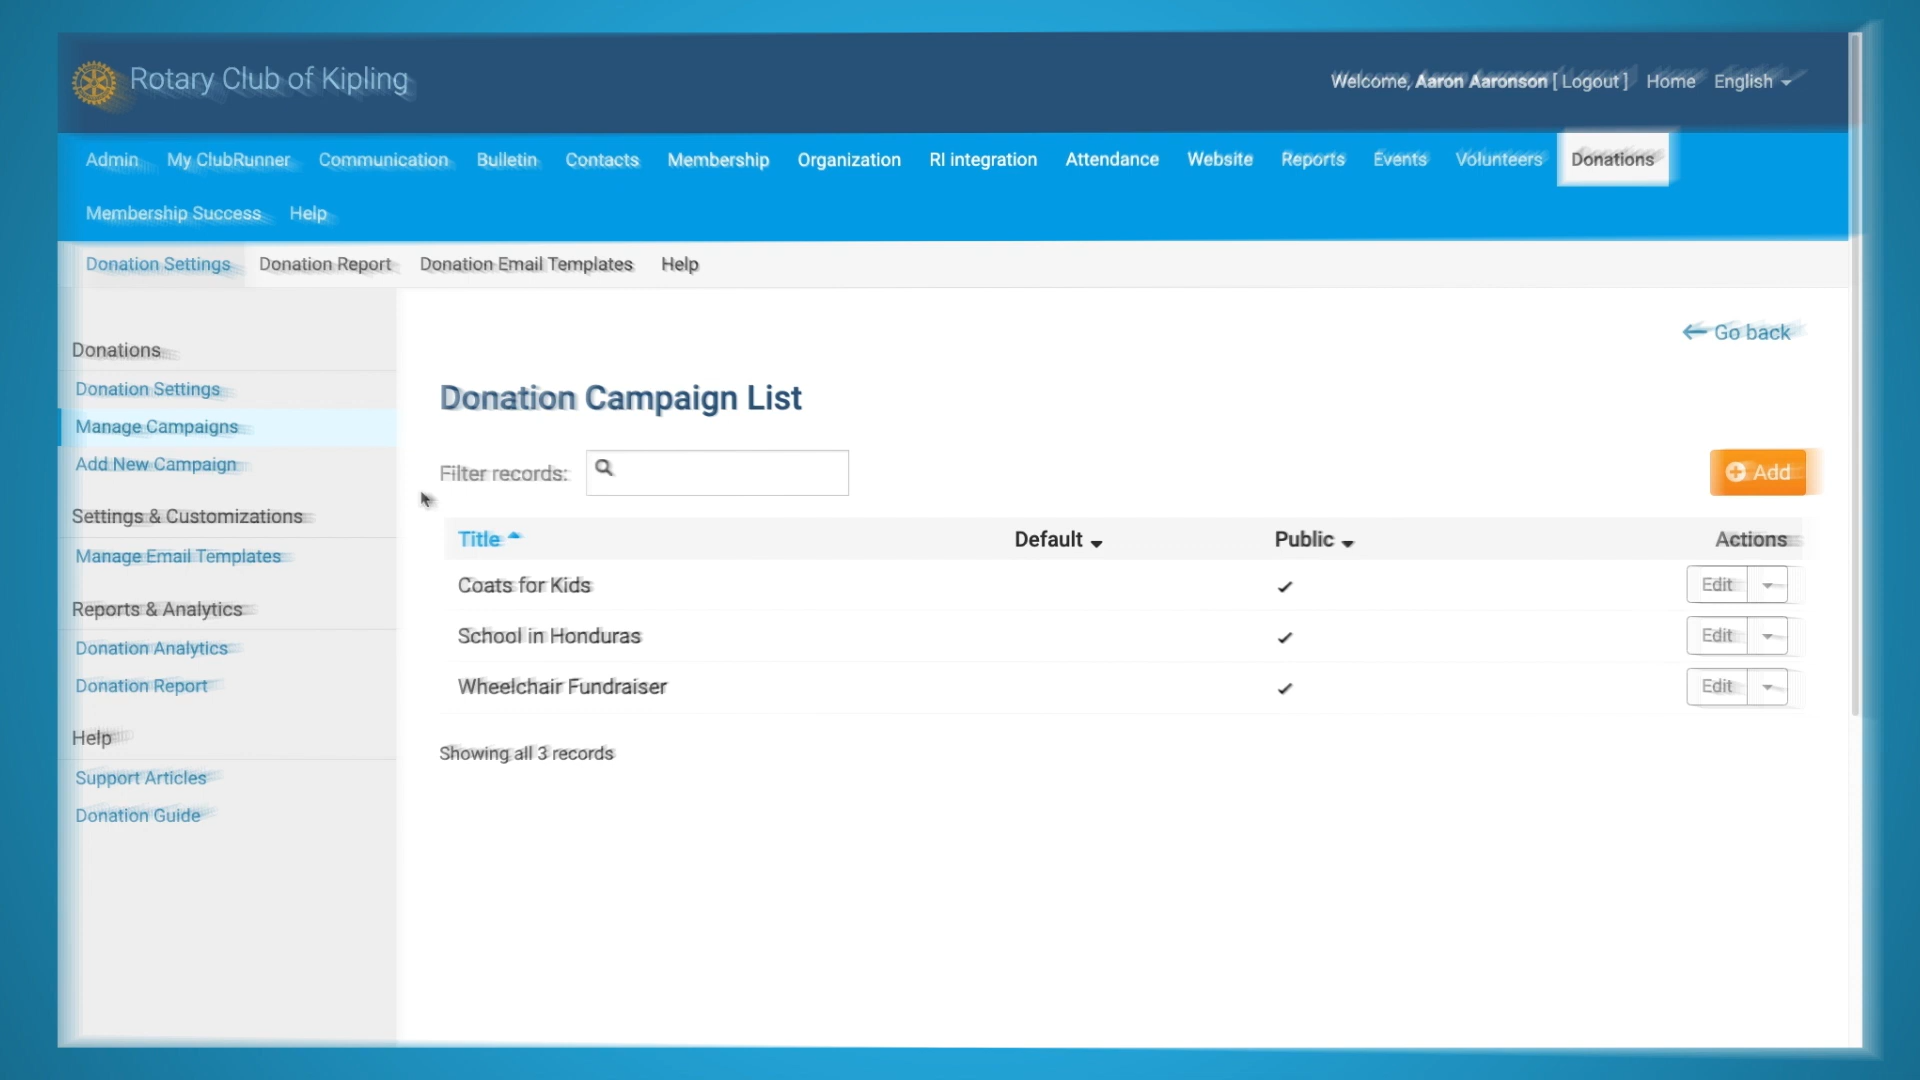 Rotary Club of Kipling
Welcome, Aaron Aaronson [ Logout ] Home English
Admin My ClubRunner Communication Bulletin Contacts Membership Organization RI integration Attendance Website Reports Events Volunteers Donations
Membership Success Help
Donation Settings Donation Report Donation Email Templates Help
Go back
Donations
Donation Settings
Manage Campaigns
Add New Campaign
Settings & Customizations
Manage Email Templates
Reports & Analytics
Donation Analytics
Donation Report
Help
Support Articles
Donation Guide
Donation Campaign List
Filter records:
Add
Title Default Public Actions
Coats for Kids Edit
School in Honduras Edit
Wheelchair Fundraiser Edit
Showing all 3 records